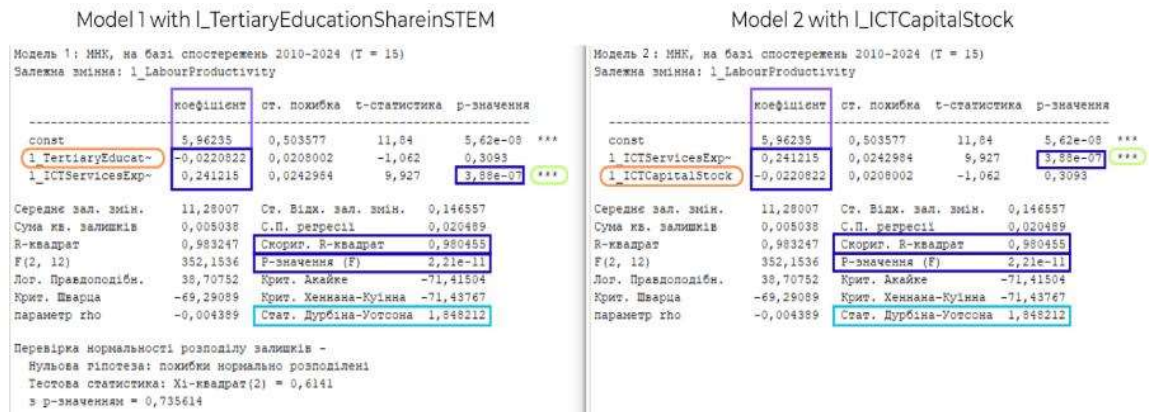 Model 1 with l_TertiaryEducationShareinSTEM
Модель 1: МНК, на базі спостережень 2010-2024 (T = 15)
Залежна змінна: l_LabourProductivity
коефіцієнт ст. похибка t-статистика p-значення
const 5,96235 0,503577 11,84 5,62e-08 ***
l_TertiaryEducat~ -0,0220822 0,0208002 -1,062 0,3093
l_ICTServicesExp~ 0,241215 0,0242984 9,927 3,88e-07 ***
Середнє зал. змін. 11,28007 Ст. Відх. зал. змін. 0,146557
Сума кв. залишків 0,005038 С.П. регресії 0,020489
R-квадрат 0,983247 Скориг. R-квадрат 0,980455
F(2, 12) 352,1536 P-значення (F) 2,21e-11
Лог. Правдоподібн. 38,70752 Крит. Акайке -71,41504
Крит. Шварца -69,29089 Крит. Хеннана-Куінна -71,43767
параметр rho -0,004389 Стат. Дурбіна-Уотсона 1,848212
Перевірка нормальності розподілу залишків -
Нульова гіпотеза: похибки нормально розподілені
Тестова статистика: Хі-квадрат(2) = 0,6141
з p-значенням = 0,735614
Model 2 with l_ICTCapitalStock
Модель 2: МНК, на базі спостережень 2010-2024 (T = 15)
Залежна змінна: l_LabourProductivity
коефіцієнт ст. похибка t-статистика p-значення
const 5,96235 0,503577 11,84 5,62e-08 ***
l_ICTServicesExp~ 0,241215 0,0242984 9,927 3,88e-07 ***
l_ICTCapitalStock -0,0220822 0,0208002 -1,062 0,3093
Середнє зал. змін. 11,28007 Ст. Відх. зал. змін. 0,146557
Сума кв. залишків 0,005038 С.П. регресії 0,020489
R-квадрат 0,983247 Скориг. R-квадрат 0,980455
F(2, 12) 352,1536 P-значення (F) 2,21e-11
Лог. Правдоподібн. 38,70752 Крит. Акайке -71,41504
Крит. Шварца -69,29089 Крит. Хеннана-Куінна -71,43767
параметр rho -0,004389 Стат. Дурбіна-Уотсона 1,848212